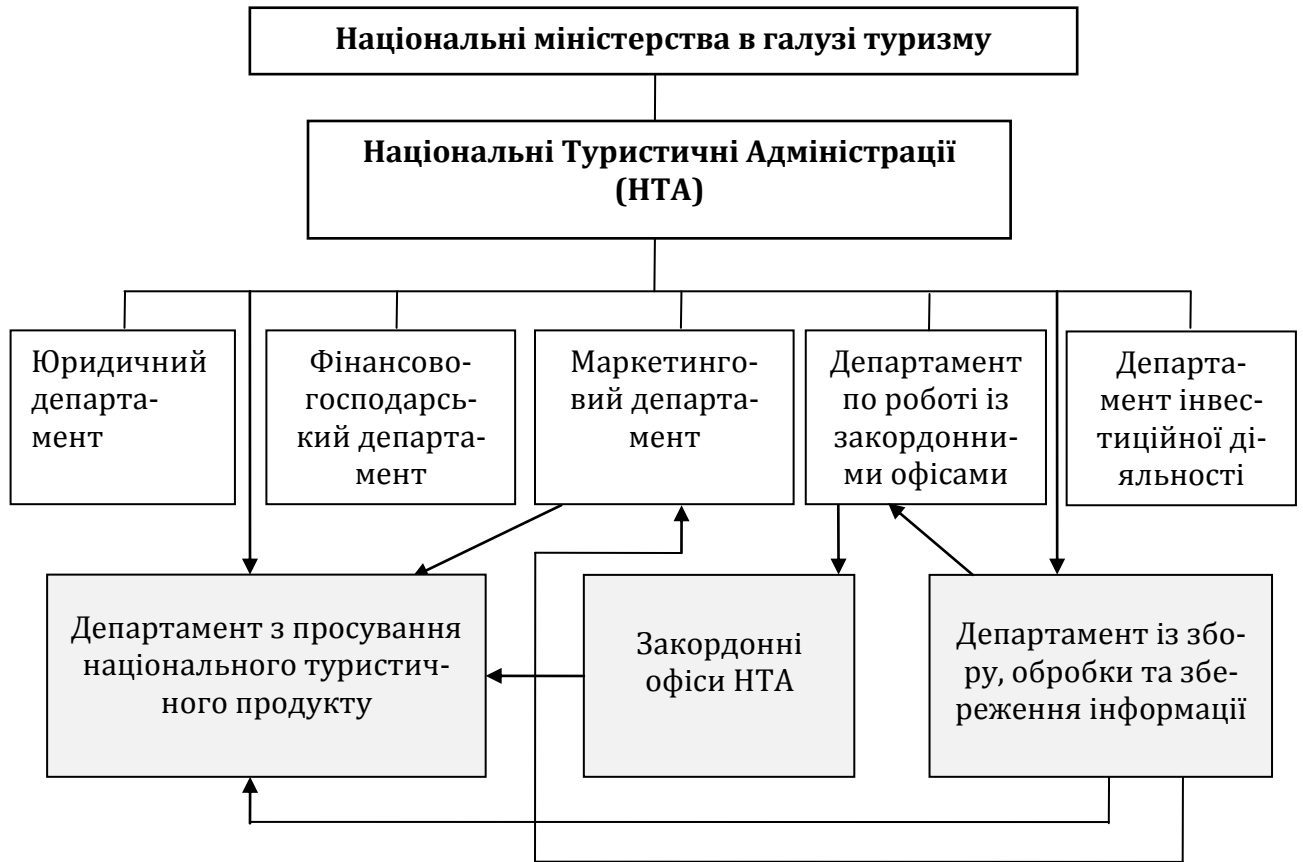 Національні міністерства в галузі туризму
Національні Туристичні Адміністрації
(НТА)
Юридичний
департа-
мент
Фінансово-
господарсь-
кий департа-
мент
Маркетинго-
вий департа-
мент
Департамент
по роботі із
закордонни-
ми офісами
Департа-
мент інвес-
тиційної ді-
яльності
Департамент з просування
національного туристич-
ного продукту
Закордонні
офіси НТА
Департамент із збо-
ру, обробки та збе-
реження інформації